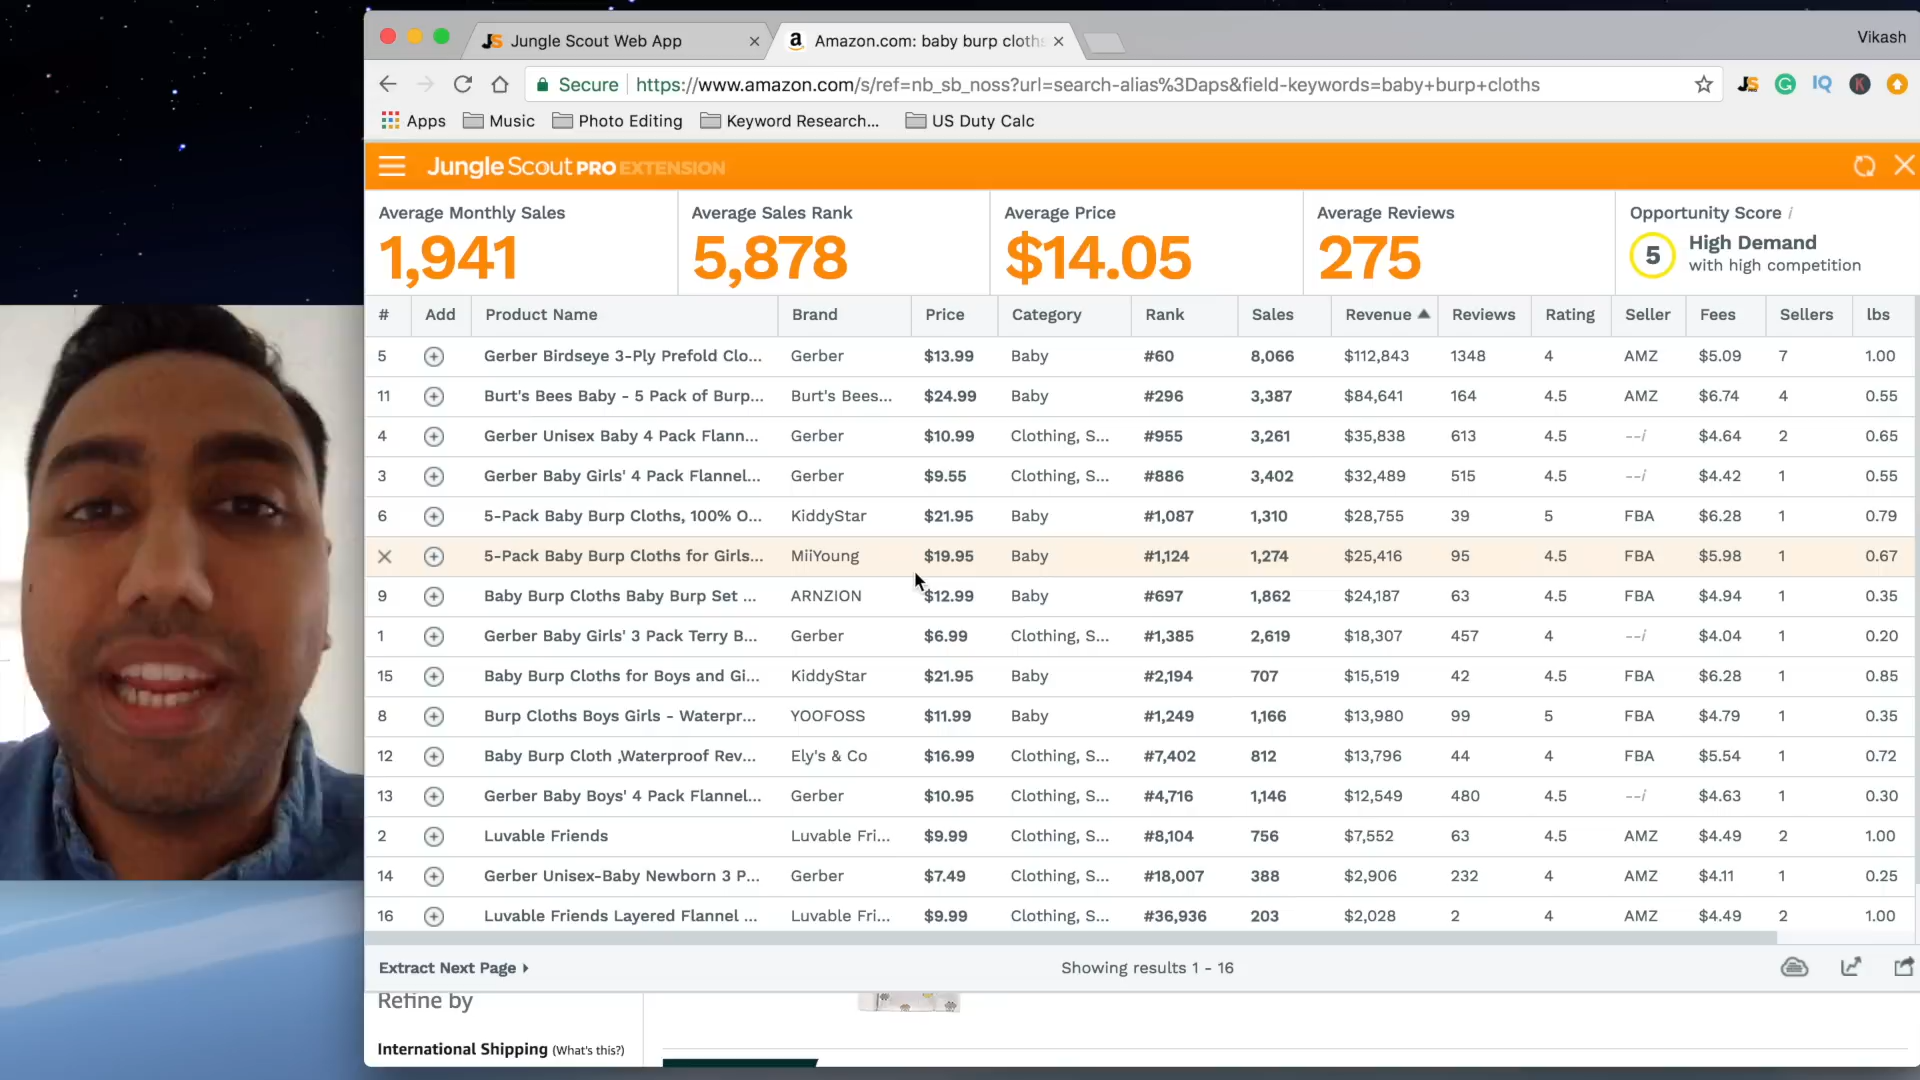 Jungle Scout Web App
Amazon.com: baby burp cloths
Vikash
Secure https://www.amazon.com/s/ref=nb_sb_noss?url=search-alias%3Daps&field-keywords=baby+burp+cloths
Apps Music Photo Editing Keyword Research... US Duty Calc
Jungle Scout PRO EXTENSION
Average Monthly Sales Average Sales Rank Average Price Average Reviews Opportunity Score i
1,941 5,878 $14.05 275 5 High Demand
with high competition
# Add Product Name Brand Price Category Rank Sales Revenue Reviews Rating Seller Fees Sellers lbs
5 Gerber Birdseye 3-Ply Prefold Clo... Gerber $13.99 Baby #60 8,066 $112,843 1348 4 AMZ $5.09 7 1.00
11 Burt's Bees Baby - 5 Pack of Burp... Burt's Bees... $24.99 Baby #296 3,387 $84,641 164 4.5 AMZ $6.74 4 0.55
4 Gerber Unisex Baby 4 Pack Flann... Gerber $10.99 Clothing, S... #955 3,261 $35,838 613 4.5 --i $4.64 2 0.65
3 Gerber Baby Girls' 4 Pack Flannel... Gerber $9.55 Clothing, S... #886 3,402 $32,489 515 4.5 --i $4.42 1 0.55
6 5-Pack Baby Burp Cloths, 100% O... KiddyStar $21.95 Baby #1,087 1,310 $28,755 39 5 FBA $6.28 1 0.79
5-Pack Baby Burp Cloths for Girls... MiiYoung $19.95 Baby #1,124 1,274 $25,416 95 4.5 FBA $5.98 1 0.67
9 Baby Burp Cloths Baby Burp Set ... ARNZION $12.99 Baby #697 1,862 $24,187 63 4.5 FBA $4.94 1 0.35
1 Gerber Baby Girls' 3 Pack Terry B... Gerber $6.99 Clothing, S... #1,385 2,619 $18,307 457 4 --i $4.04 1 0.20
15 Baby Burp Cloths for Boys and Gi... KiddyStar $21.95 Baby #2,194 707 $15,519 42 4.5 FBA $6.28 1 0.85
8 Burp Cloths Boys Girls - Waterpr... YOOFOSS $11.99 Baby #1,249 1,166 $13,980 99 5 FBA $4.79 1 0.35
12 Baby Burp Cloth ,Waterproof Rev... Ely's & Co $16.99 Clothing, S... #7,402 812 $13,796 44 4 FBA $5.54 1 0.72
13 Gerber Baby Boys' 4 Pack Flannel... Gerber $10.95 Clothing, S... #4,716 1,146 $12,549 480 4.5 --i $4.63 1 0.30
2 Luvable Friends Luvable Fri... $9.99 Clothing, S... #8,104 756 $7,552 63 4.5 AMZ $4.49 2 1.00
14 Gerber Unisex-Baby Newborn 3 P... Gerber $7.49 Clothing, S... #18,007 388 $2,906 232 4 AMZ $4.11 1 0.25
16 Luvable Friends Layered Flannel ... Luvable Fri... $9.99 Clothing, S... #36,936 203 $2,028 2 4 AMZ $4.49 2 1.00
Extract Next Page Showing results 1 - 16
Refine by
International Shipping (What's this?)